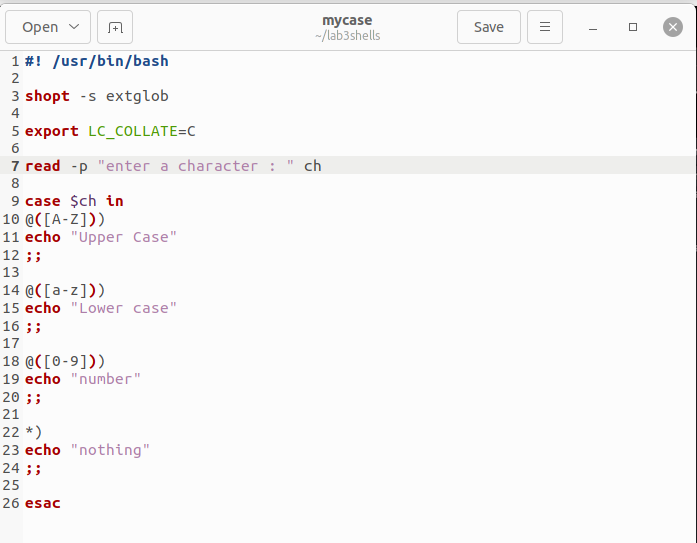 Open
mycase
~/lab3shells
Save
1 #! /usr/bin/bash
2
3 shopt -s extglob
4
5 export LC_COLLATE=C
6
7 read -p "enter a character : " ch
8
9 case $ch in
10 @([A-Z]))
11 echo "Upper Case"
12 ;;
13
14 @([a-z]))
15 echo "Lower case"
16 ;;
17
18 @([0-9]))
19 echo "number"
20 ;;
21
22 *)
23 echo "nothing"
24 ;;
25
26 esac